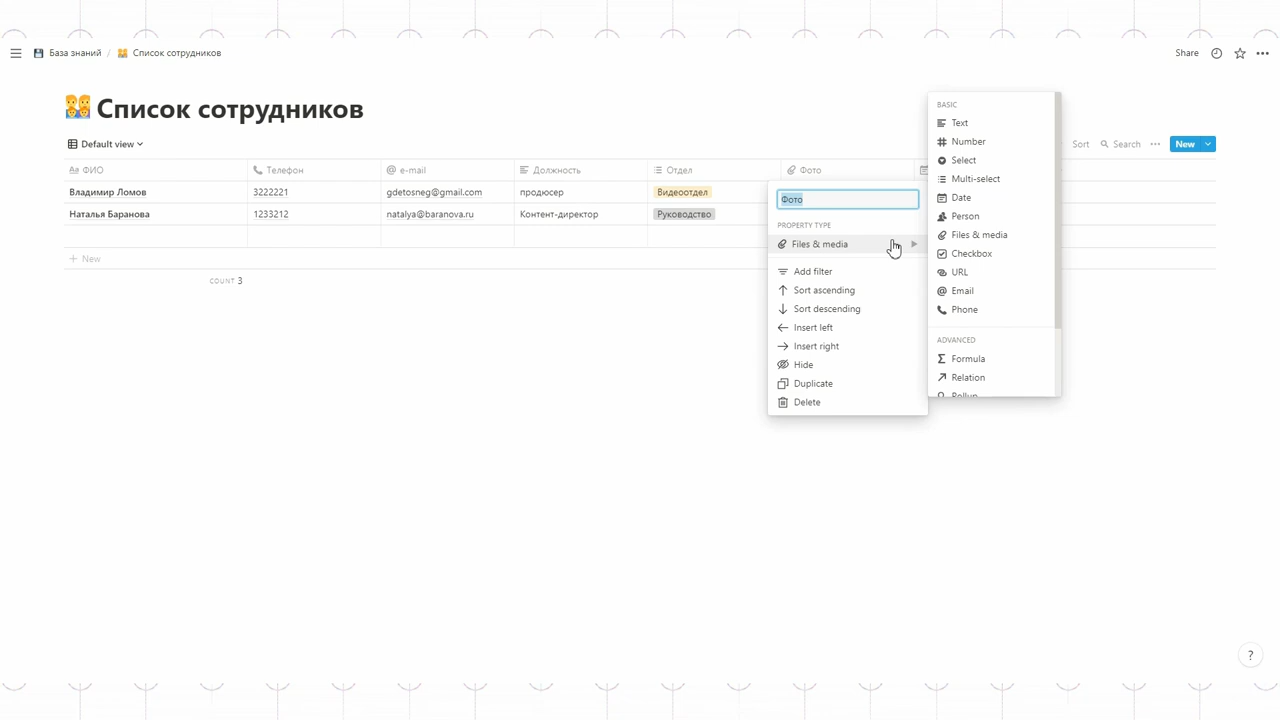 База знаний / Список сотрудников
Share
Список сотрудников
Default view
Sort
Search
New
ФИО
Телефон
e-mail
Должность
Отдел
Фото
Владимир Ломов
3222221
gdetosneg@gmail.com
продюсер
Видеоотдел
Наталья Баранова
1233212
natalya@baranova.ru
Контент-директор
Руководство
+ New
COUNT 3
Фото
PROPERTY TYPE
Files & media
Add filter
Sort ascending
Sort descending
Insert left
Insert right
Hide
Duplicate
Delete
BASIC
Text
Number
Select
Multi-select
Date
Person
Files & media
Checkbox
URL
Email
Phone
ADVANCED
Formula
Relation
Rollup
?